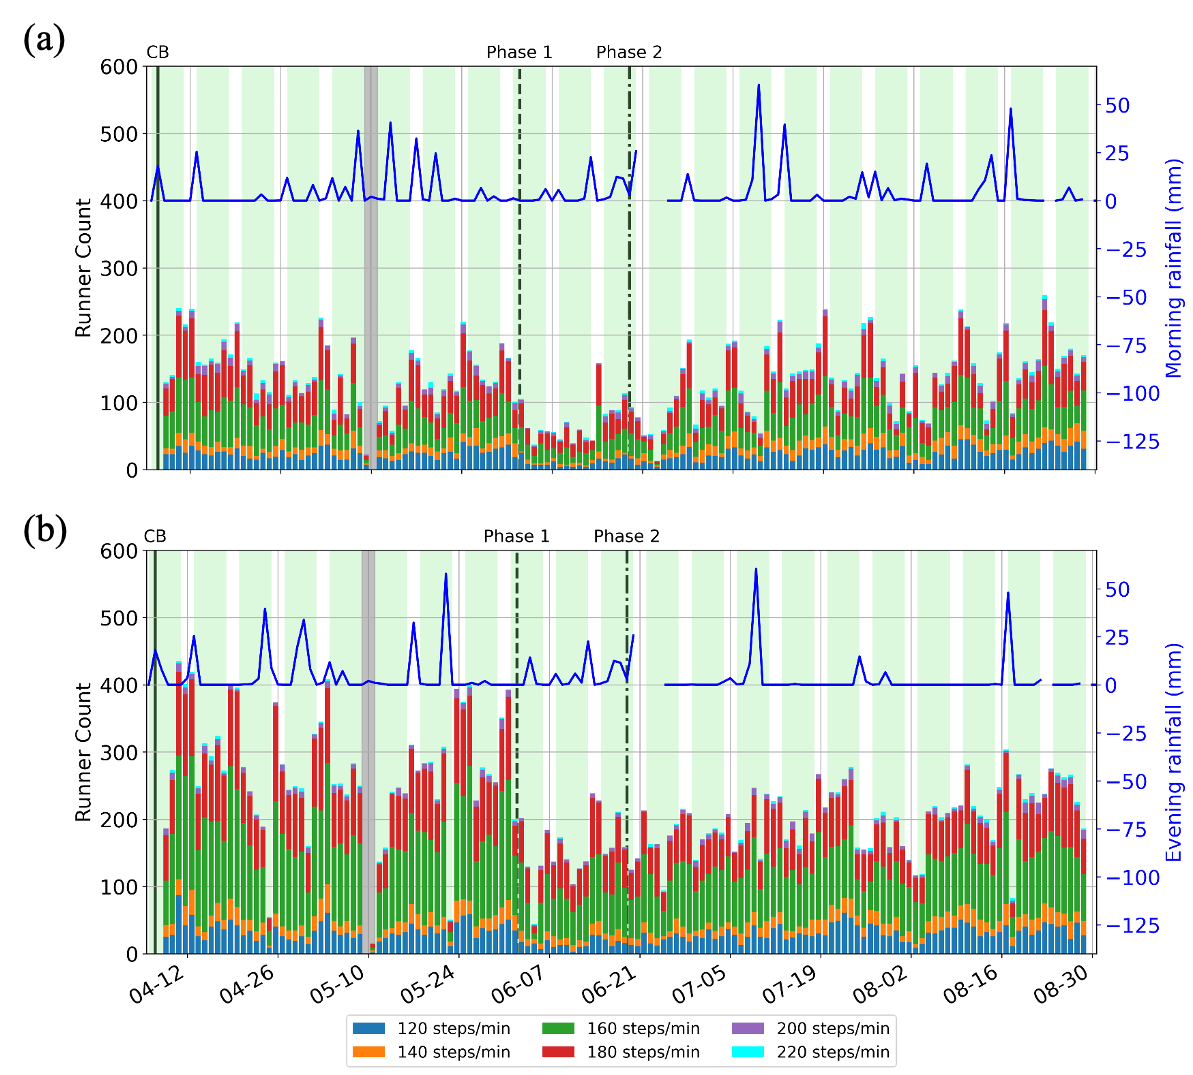 (a)
CB Phase 1 Phase 2
600
500
400
300
200
100
0
Runner Count
50
25
0
−25
−50
−75
−100
−125
Morning rainfall (mm)
(b)
CB Phase 1 Phase 2
600
500
400
300
200
100
0
Runner Count
50
25
0
−25
−50
−75
−100
−125
Evening rainfall (mm)
04-12 04-26 05-10 05-24 06-07 06-21 07-05 07-19 08-02 08-16 08-30
120 steps/min 160 steps/min 200 steps/min
140 steps/min 180 steps/min 220 steps/min